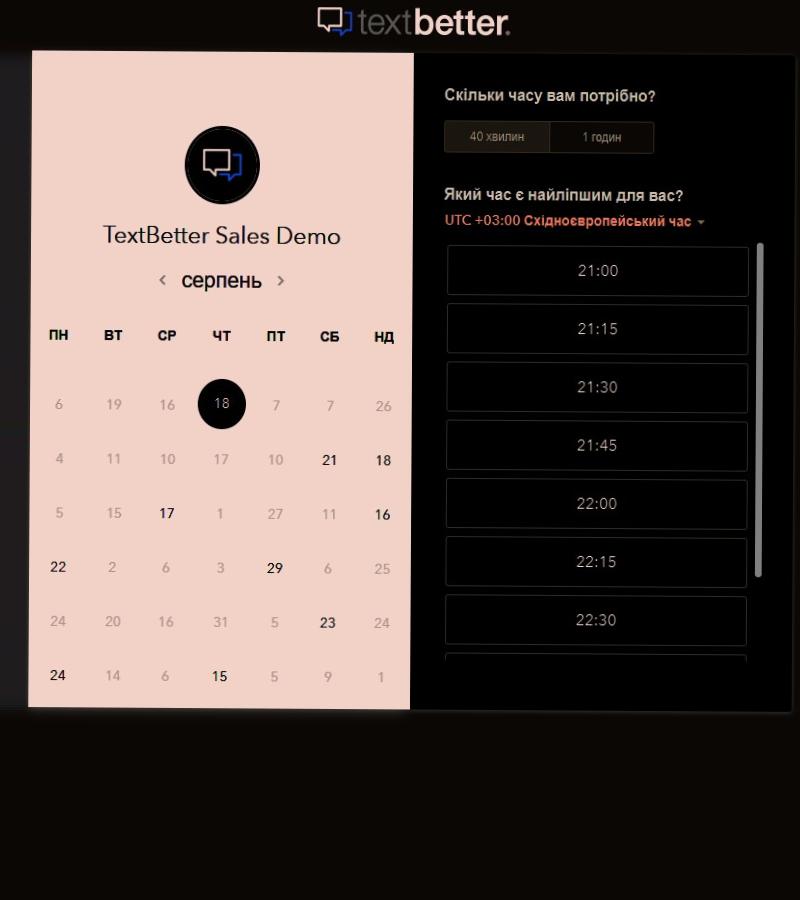 textbetter.
TextBetter Sales Demo
серпень
ПН ВТ СР ЧТ ПТ СБ НД
6 19 16 18 7 7 26
4 11 10 17 10 21 18
5 15 17 1 27 11 16
22 2 6 3 29 6 25
24 20 16 31 5 23 24
24 14 6 15 5 9 1
Скільки часу вам потрібно?
40 хвилин 1 годин
Який час є найліпшим для вас?
UTC +03:00 Східноєвропейський час
21:00
21:15
21:30
21:45
22:00
22:15
22:30